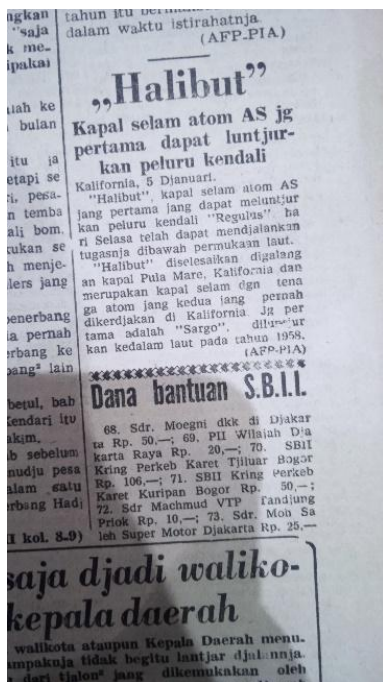 tahun itu
dalam waktu istirahatnja.
(AFP-PIA)
ngkan
"saja
k me-
ipakai
lah ke
bulan
itu ja
etapi se
i, pesa-
n temba
ali bom.
kukan se
h menje-
lers jang
penerbang
ia pernah
erbang ke
bang² lain
betul, bab
Kendari itu
akim,
ab sebelum
nudju pesa
alam satu
erbang Hadj
I kol. 8-9)
„Halibut”
Kapal selam atom AS jg
pertama dapat luntjur-
kan peluru kendali
Kalifornia, 5 Djanuari.
"Halibut", kapal selam atom AS
jang pertama jang dapat meluntjur
kan peluru kendali "Regulus", ha
ri Selasa telah dapat mendjalankan
tugasnja dibawah permukaan laut.
"Halibut" diselesaikan digalang
an kapal Pula Mare, Kalifornia dan
merupakan kapal selam dgn tena
ga atom jang kedua jang pernah
dikerdjakan di Kalifornia. Jg per
tama adalah "Sargo", diluntjur
kan kedalam laut pada tahun 1958.
(AFP-PIA)
Dana bantuan S.B.I.I.
68. Sdr. Moegni dkk di Djakar
ta Rp. 50,—; 69. PII Wilajah Dja
karta Raya Rp. 20,—; 70. SBII
Kring Perkeb Karet Tjiluar Bogor
Rp. 106,—; 71. SBII Kring Perkeb
Karet Kuripan Bogor Rp. 50,—;
72. Sdr Machmud VTP Tandjung
Priok Rp. 10,—; 73. Sdr. Moh Sa
leh Super Motor Djakarta Rp. 25,—
saja djadi waliko-
kepala daerah
walikota ataupun Kepala Daerah menu.
ampaknja tidak begitu lantjar djalannja.
dari tjalon² jang dikemukakan oleh